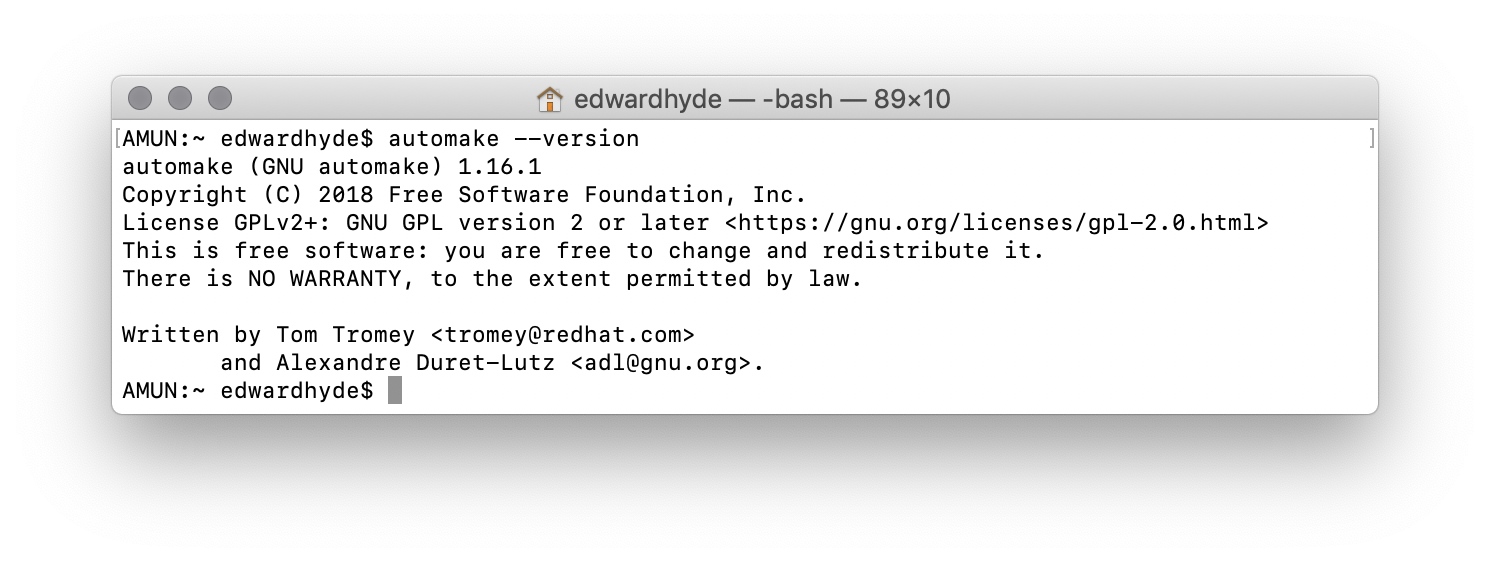 edwardhyde — -bash — 89×10
[AMUN:~ edwardhyde$ automake --version ]
automake (GNU automake) 1.16.1
Copyright (C) 2018 Free Software Foundation, Inc.
License GPLv2+: GNU GPL version 2 or later <https://gnu.org/licenses/gpl-2.0.html>
This is free software: you are free to change and redistribute it.
There is NO WARRANTY, to the extent permitted by law.

Written by Tom Tromey <tromey@redhat.com>
       and Alexandre Duret-Lutz <adl@gnu.org>.
AMUN:~ edwardhyde$